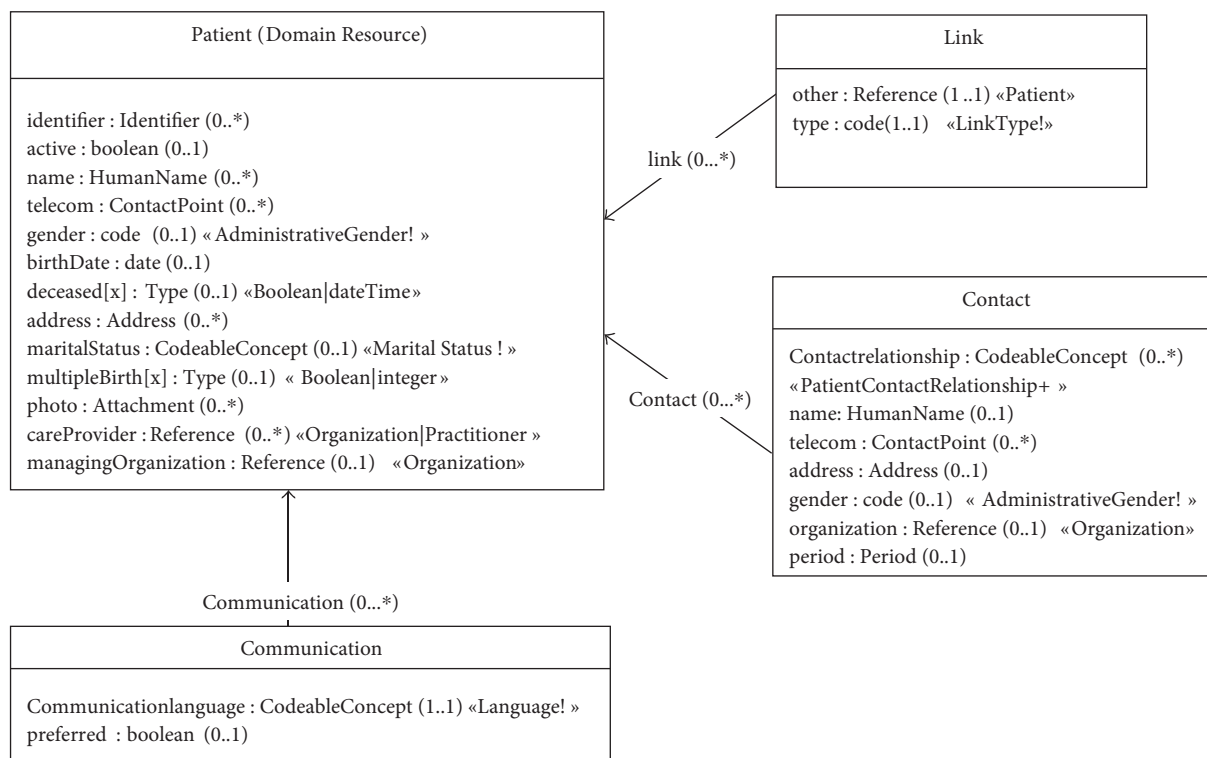 Patient (Domain Resource)
identifier : Identifier (0..*)
active : boolean (0..1)
name : HumanName (0..*)
telecom : ContactPoint (0..*)
gender : code (0..1) «AdministrativeGender! »
birthDate : date (0..1)
deceased[x] : Type (0..1) «Boolean|dateTime»
address : Address (0..*)
maritalStatus : CodeableConcept (0..1) «Marital Status ! »
multipleBirth[x] : Type (0..1) « Boolean|integer»
photo : Attachment (0..*)
careProvider : Reference (0..*) «Organization|Practitioner »
managingOrganization : Reference (0..1) «Organization»
Link
other : Reference (1..1) «Patient»
type : code(1..1) «LinkType!»
link (0...*)
Contact
Contactrelationship : CodeableConcept (0..*)
«PatientContactRelationship+ »
name: HumanName (0..1)
telecom : ContactPoint (0..*)
address : Address (0..1)
gender : code (0..1) « AdministrativeGender! »
organization : Reference (0..1) «Organization»
period : Period (0..1)
Contact (0...*)
Communication (0...*)
Communication
Communicationlanguage : CodeableConcept (1..1) «Language! »
preferred : boolean (0..1)